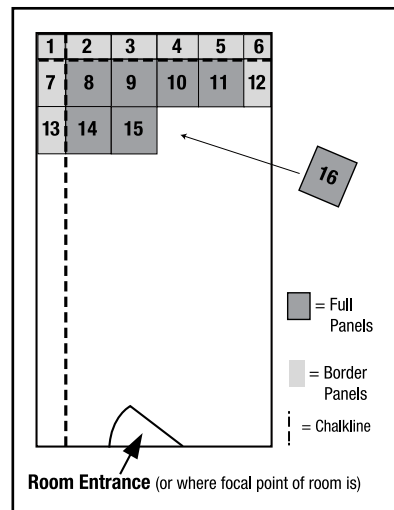 1 2 3 4 5 6
7 8 9 10 11 12
13 14 15
16
= Full
Panels
= Border
Panels
= Chalkline
Room Entrance (or where focal point of room is)